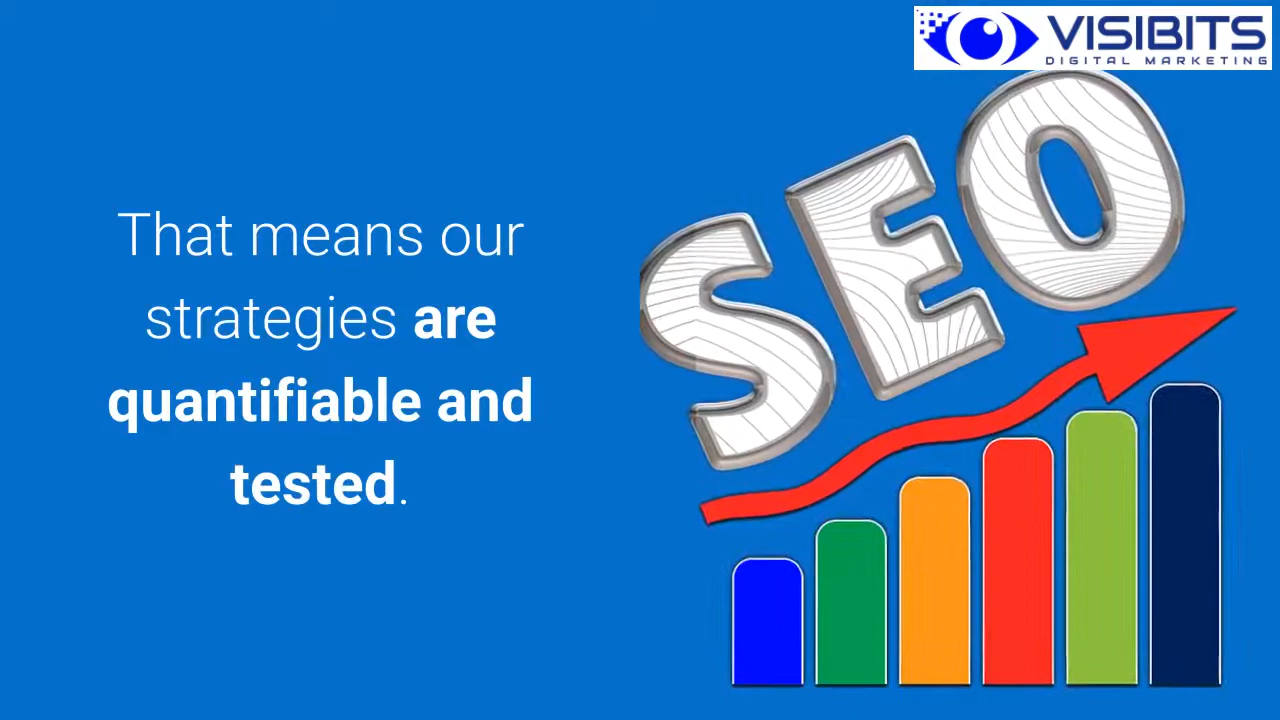 VISIBITS
DIGITAL MARKETING
SEO
That means our
strategies are
quantifiable and
tested.